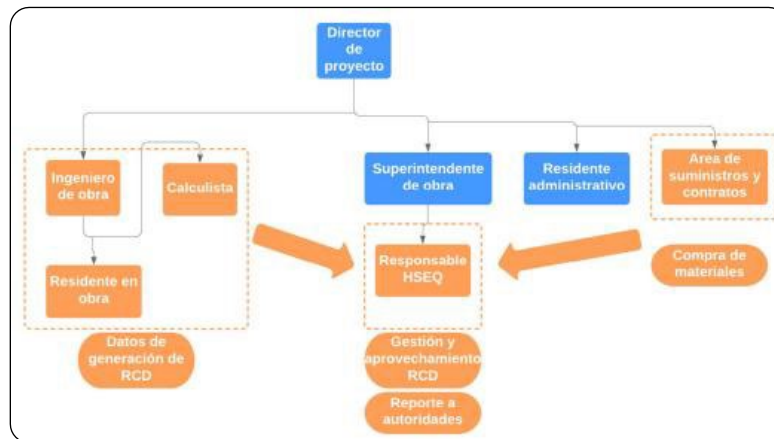 Director
de
proyecto
Ingeniero
de obra
Calculista
Superintendente
de obra
Residente
administrativo
Area de
suministros y
contratos
Residente en
obra
Responsable
HSEQ
Compra de
materiales
Datos de
generación de
RCD
Gestión y
aprovechamiento
RCD
Reporte a
autoridades